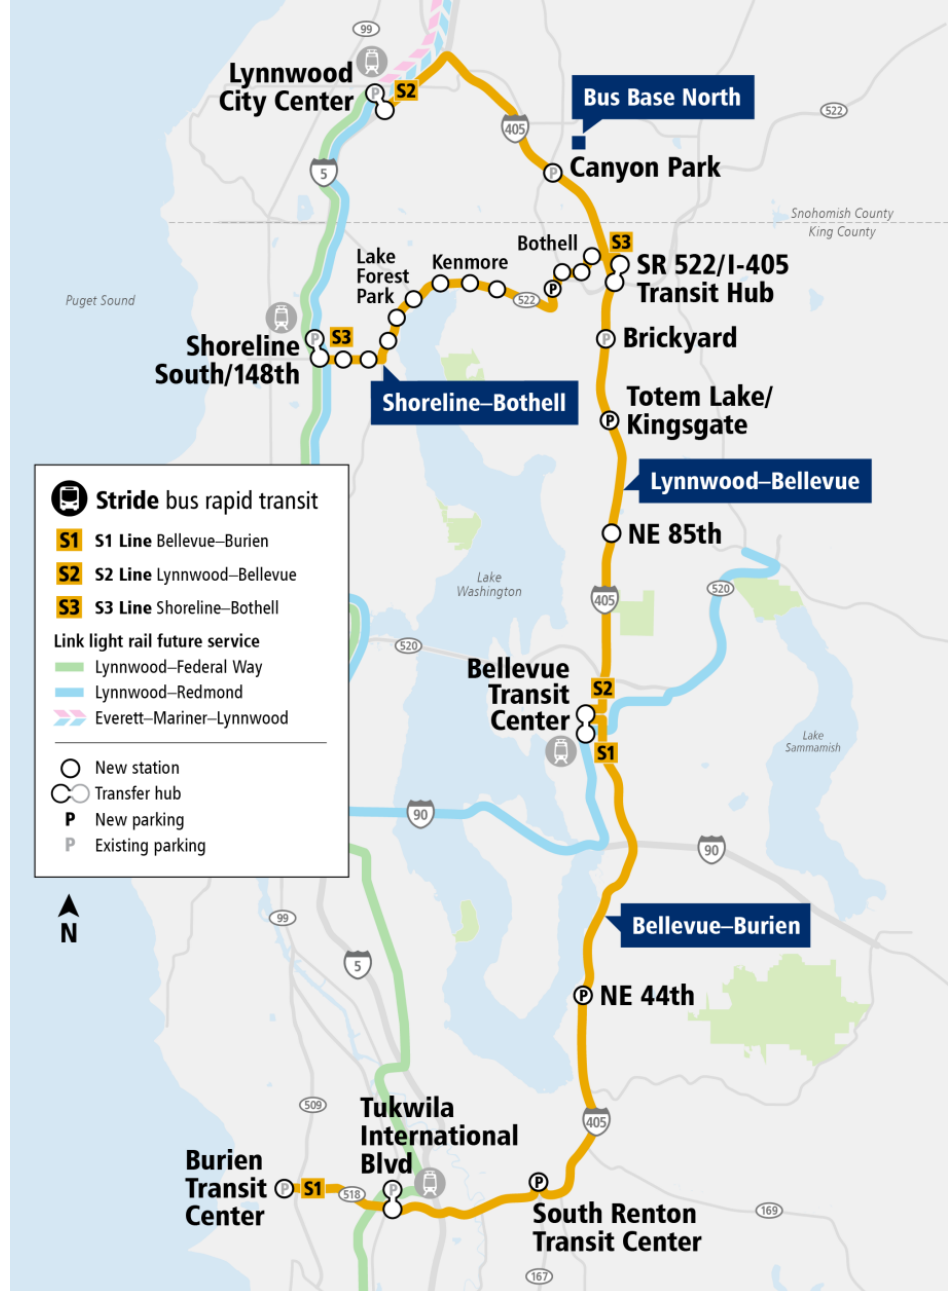 99
Lynnwood
City Center
P
S2
405
Bus Base North
522
5
P
Canyon Park
Snohomish County
King County
Bothell
S3
Lake
Forest
Park
Kenmore
SR 522/I-405
Transit Hub
Puget Sound
P
522
P
S3
Shoreline
South/148th
P
Brickyard
Shoreline–Bothell
Totem Lake/
Kingsgate
P
Lynnwood–Bellevue
Stride bus rapid transit
S1 S1 Line Bellevue–Burien
S2 S2 Line Lynnwood–Bellevue
S3 S3 Line Shoreline–Bothell
Link light rail future service
Lynnwood–Federal Way
Lynnwood–Redmond
Everett–Mariner–Lynnwood
New station
Transfer hub
P New parking
P Existing parking
N
NE 85th
Lake
Washington
405
520
520
Bellevue
Transit
Center
S2
S1
Lake
Sammamish
90
90
99
5
Bellevue–Burien
P
NE 44th
509
405
Tukwila
International
Blvd
Burien
Transit
Center
P
S1
518
P
P
South Renton
Transit Center
169
167